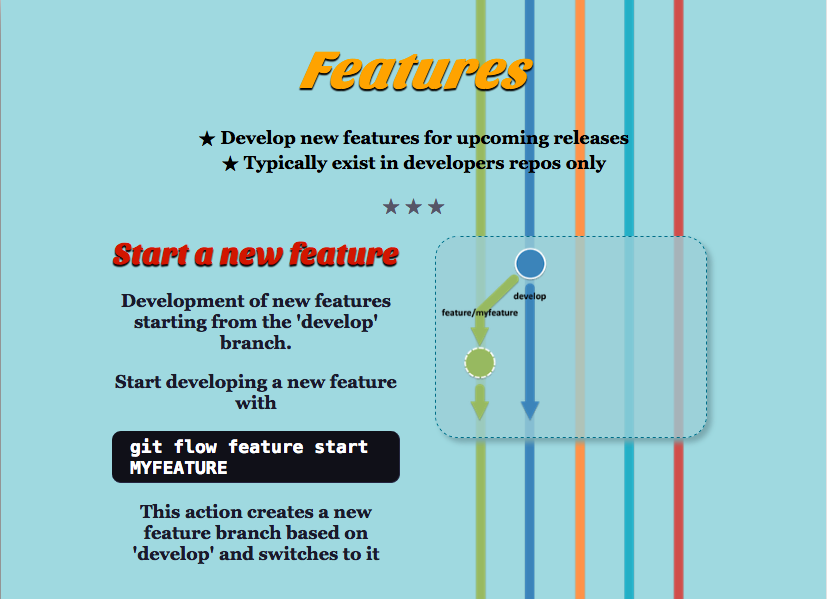 Features
★ Develop new features for upcoming releases
★ Typically exist in developers repos only
★ ★ ★
Start a new feature
Development of new features
starting from the 'develop'
branch.
Start developing a new feature
with
git flow feature start
MYFEATURE
This action creates a new
feature branch based on
'develop' and switches to it
develop
feature/myfeature